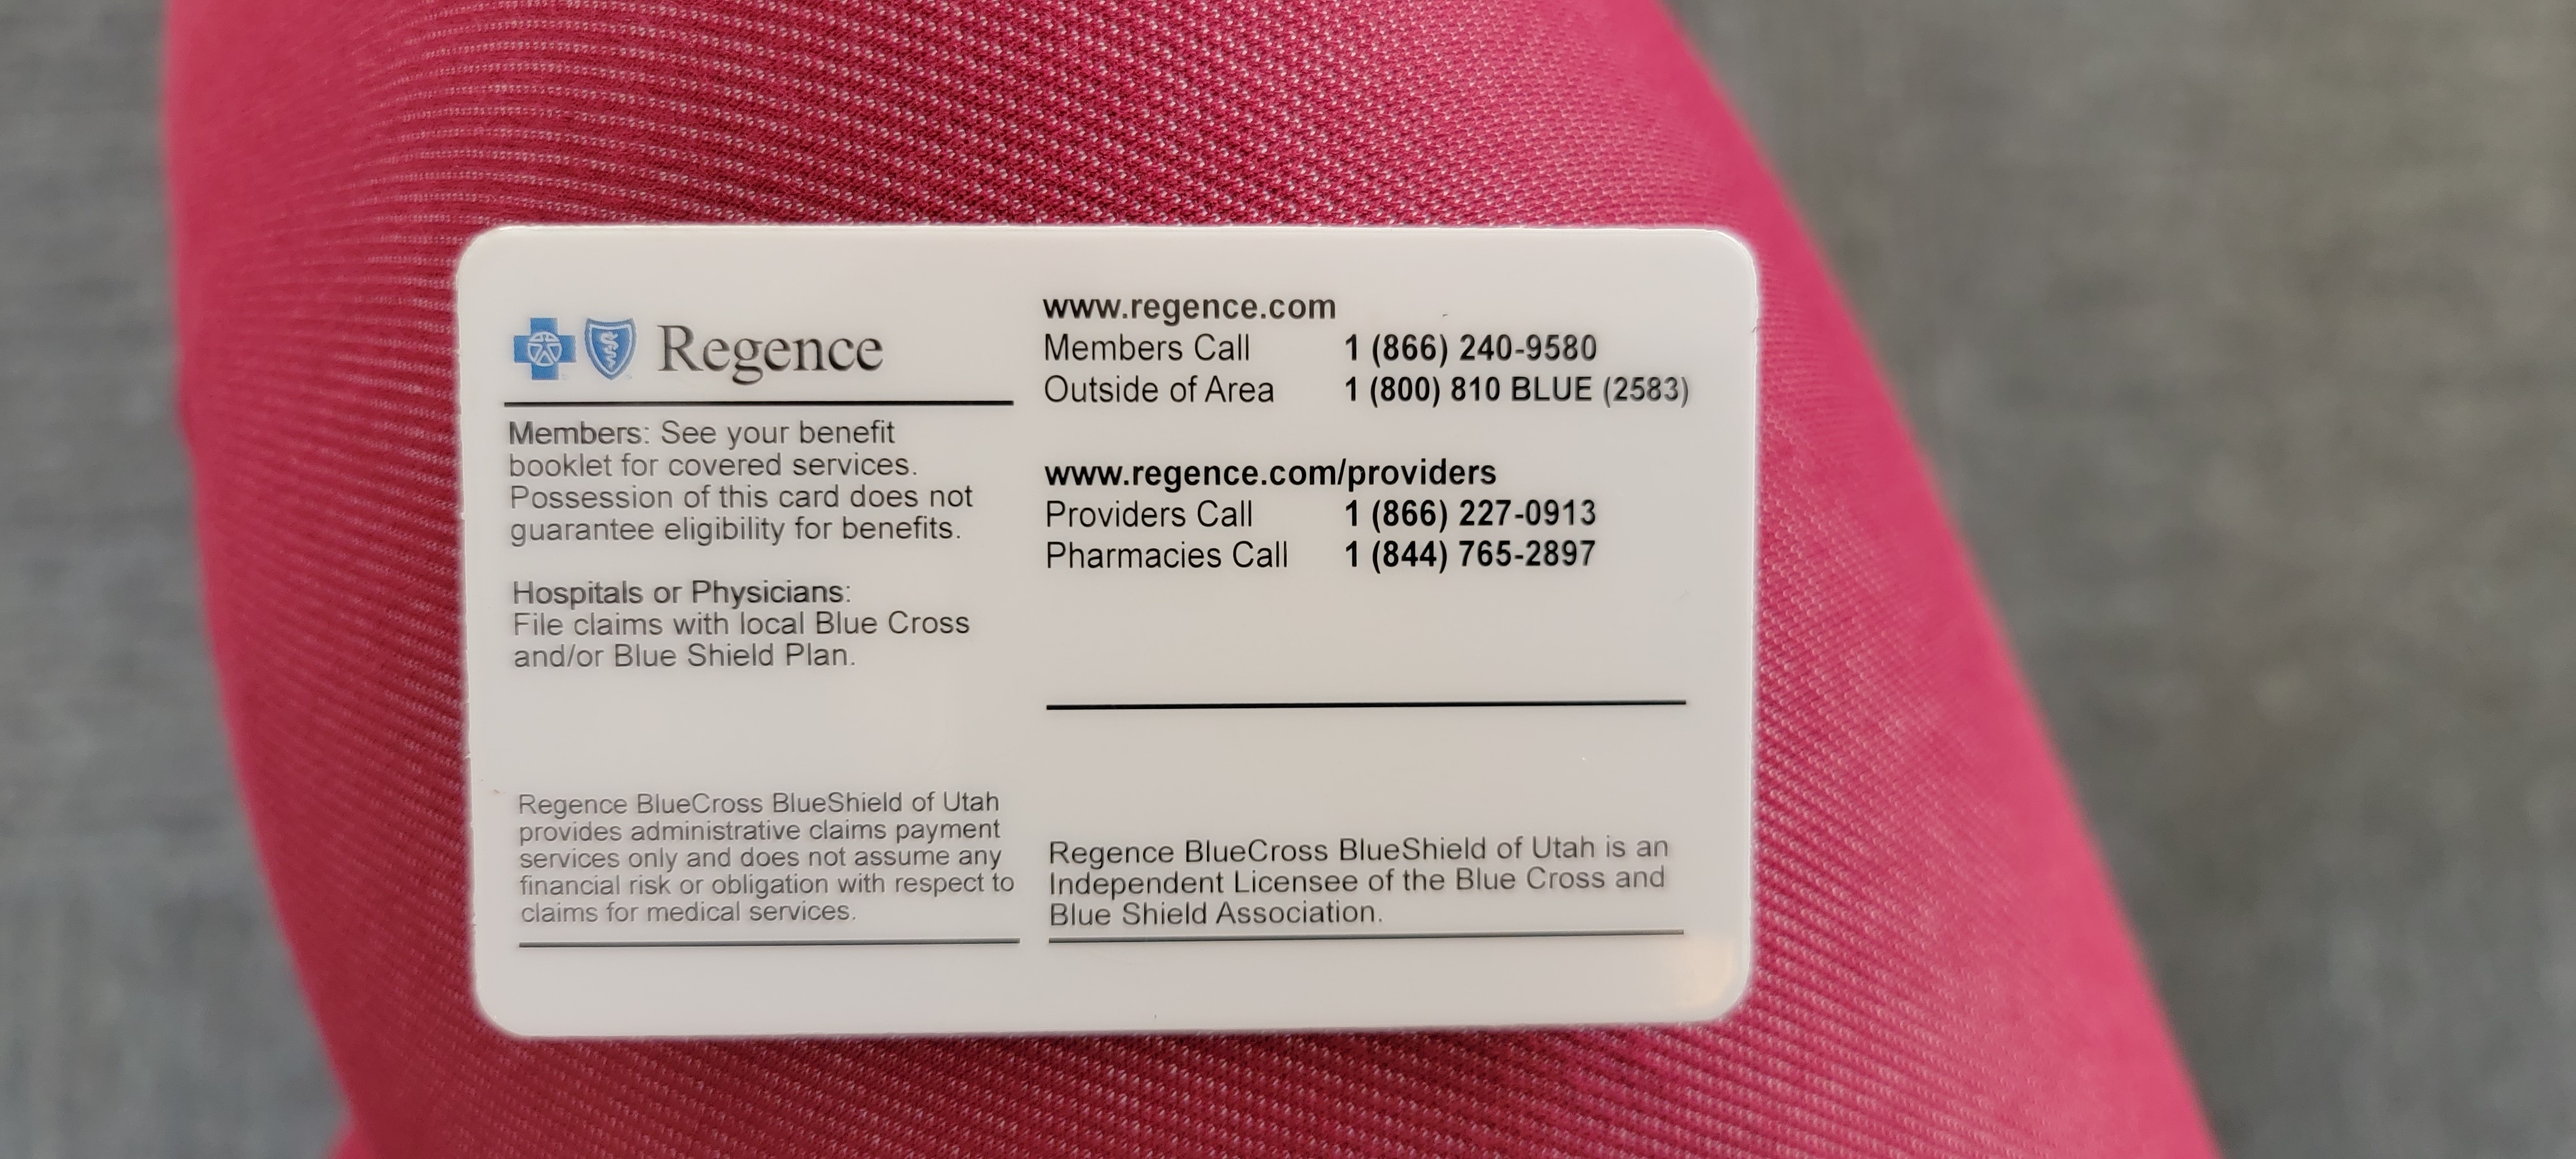 Regence
Members: See your benefit
booklet for covered services.
Possession of this card does not
guarantee eligibility for benefits.
Hospitals or Physicians:
File claims with local Blue Cross
and/or Blue Shield Plan.
Regence BlueCross BlueShield of Utah
provides administrative claims payment
services only and does not assume any
financial risk or obligation with respect to
claims for medical services.
www.regence.com
Members Call 1 (866) 240-9580
Outside of Area 1 (800) 810 BLUE (2583)
www.regence.com/providers
Providers Call 1 (866) 227-0913
Pharmacies Call 1 (844) 765-2897
Regence BlueCross BlueShield of Utah is an
Independent Licensee of the Blue Cross and
Blue Shield Association.